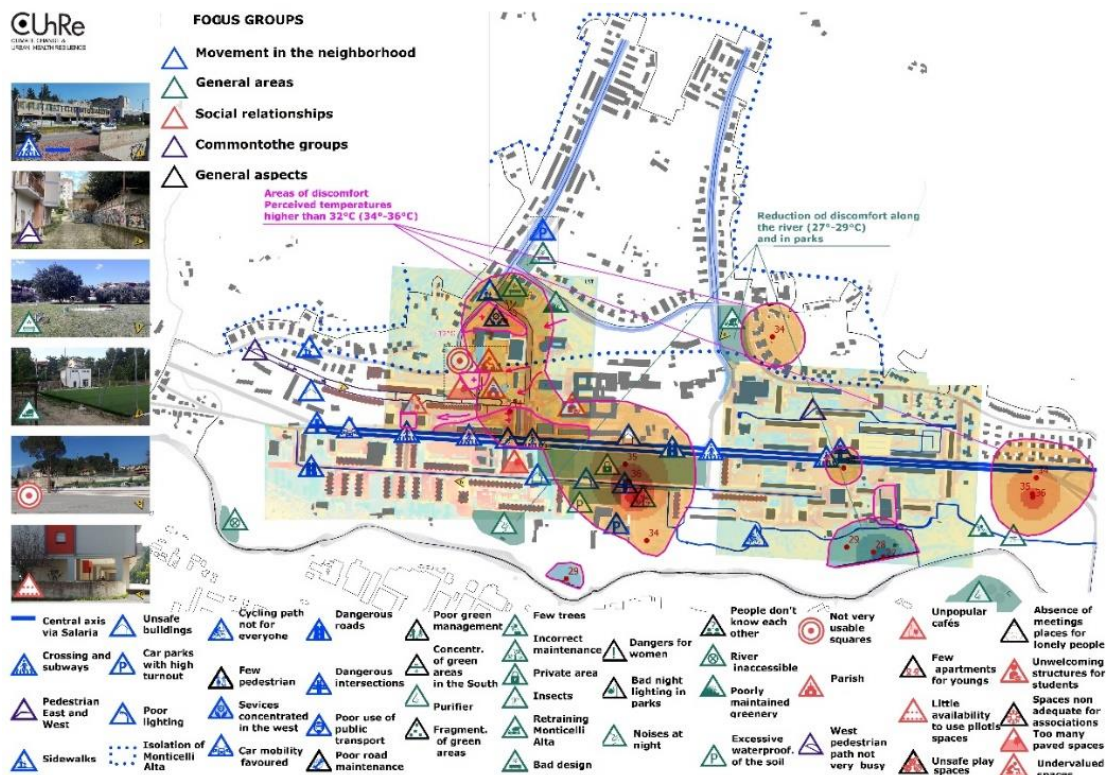 CUhRe
CLIMATE CHANGE &
URBAN HEALTH RESILIENCE
FOCUS GROUPS
Movement in the neighborhood
General areas
Social relationships
Commontothe groups
General aspects
Areas of discomfort
Perceived temperatures
higher than 32°C (34°-36°C)
Reduction od discomfort along
the river (27°-29°C)
and in parks
34
35
36
34
35
36
34
29
29
28
Central axis
via Salaria
Crossing and
subways
Pedestrian
East and
West
Sidewalks
Unsafe
buildings
Car parks
with high
turnout
Poor
lighting
Isolation of
Monticelli
Alta
Cycling path
not for
everyohe
Few
pedestrian
Sevices
concentrated
in the west
Car mobility
favoured
Dangerous
roads
Dangerous
intersections
Poor use of
public
transport
Poor road
maintenance
Poor green
management
Concentr.
of green
areas
in the South
Purifier
Fragment.
of green
areas
Few trees
Incorrect
maintenance
Private area
Insects
Retraining
Monticelli
Alta
Bad design
Dangers for
women
Bad night
lighting in
parks
Noises at
night
People don't
know each
other
River
inaccessible
Poorly
maintained
greenery
Excessive
waterproof.
of the soil
Not very
usable
squares
Parish
West
pedestrian
path not
very busy
Unpopular
cafés
Few
apartments
for youngs
Little
availability
to use pilotis
spaces
Unsafe play
spaces
Absence of
meetings
places for
lonely people
Unwelcoming
structures for
students
Spaces non
adequate for
associations
Too many
paved spaces
Undervalued
spaces